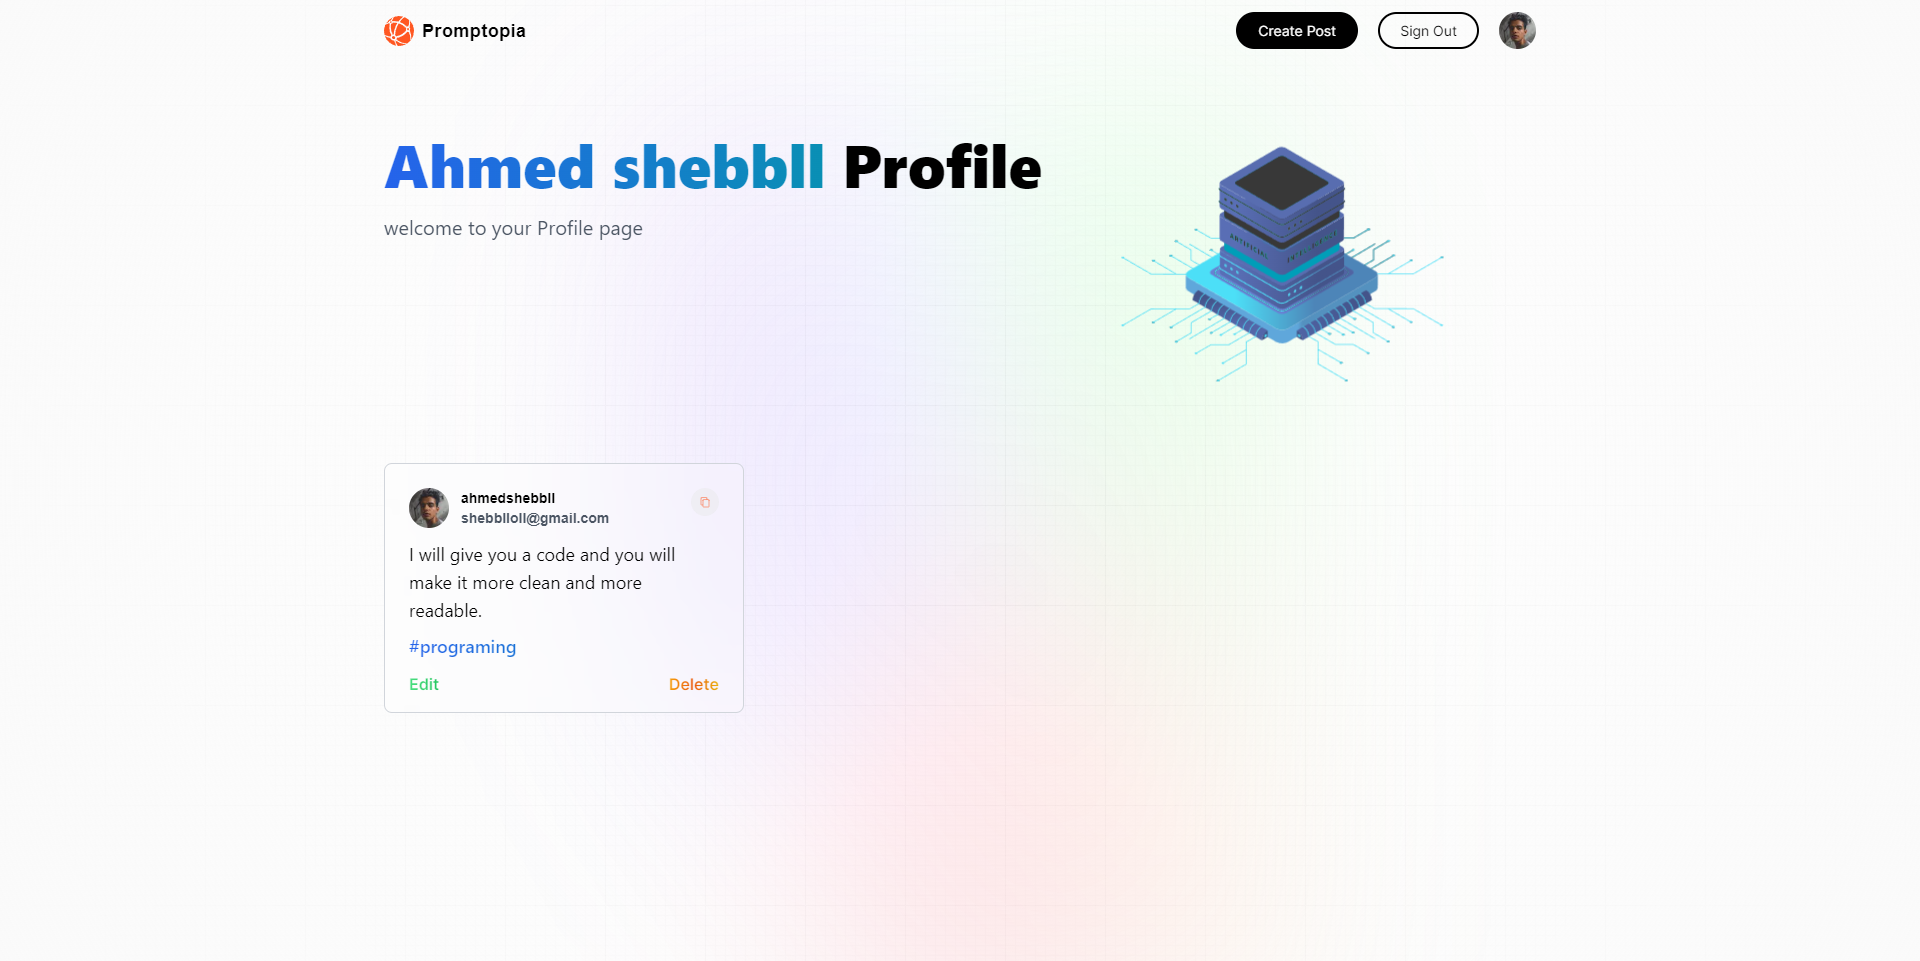 Promptopia
Create Post
Sign Out
Ahmed shebbll Profile
welcome to your Profile page
ARTIFICIAL
ahmedshebbll
shebblloll@gmail.com
I will give you a code and you will
make it more clean and more
readable.
#programing
Edit
Delete